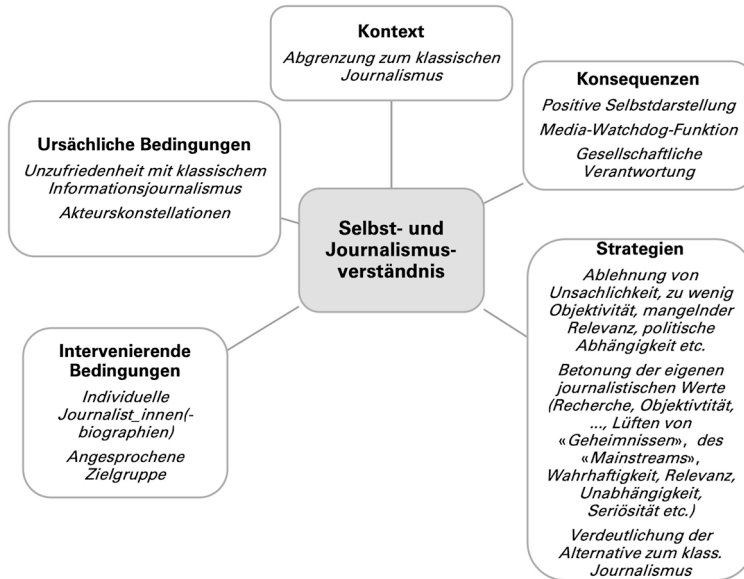 Kontext
Abgrenzung zum klassischen
Journalismus
Konsequenzen
Positive Selbstdarstellung
Media-Watchdog-Funktion
Gesellschaftliche
Verantwortung
Ursächliche Bedingungen
Unzufriedenheit mit klassischem
Informationsjournalismus
Akteurskonstellationen
Selbst- und
Journalismus-
verständnis
Strategien
Ablehnung von
Unsachlichkeit, zu wenig
Objektivität, mangelnder
Relevanz, politische
Abhängigkeit etc.
Betonung der eigenen
journalistischen Werte
(Recherche, Objektivtität,
..., Lüften von
«Geheimnissen», des
«Mainstreams»,
Wahrhaftigkeit, Relevanz,
Unabhängigkeit,
Seriösität etc.)
Verdeutlichung der
Alternative zum klass.
Journalismus
Intervenierende
Bedingungen
Individuelle
Journalist_innen(-
biographien)
Angesprochene
Zielgruppe